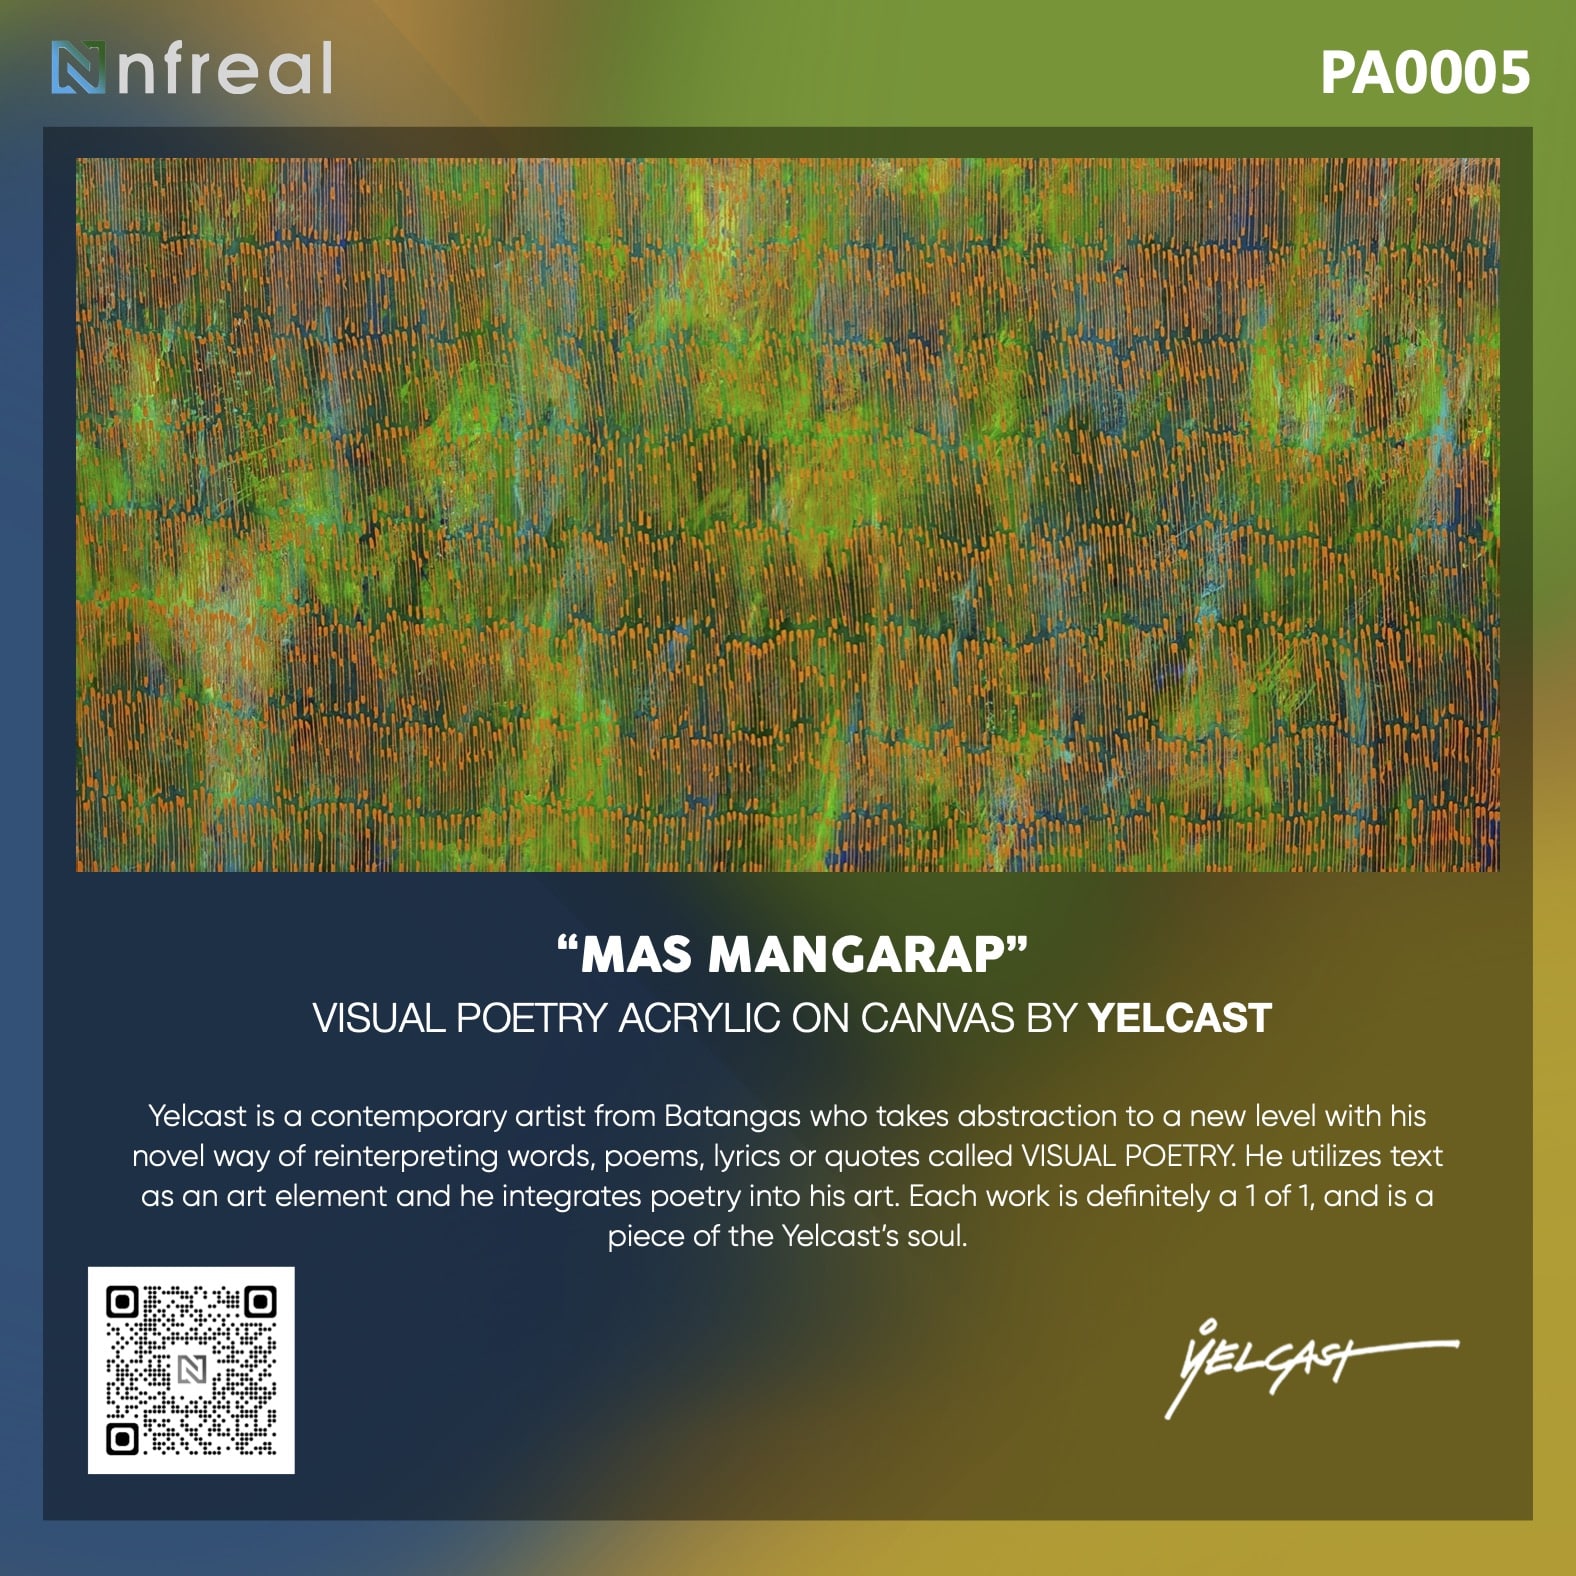 nfreal
PA0005
“MAS MANGARAP”
VISUAL POETRY ACRYLIC ON CANVAS BY YELCAST
Yelcast is a contemporary artist from Batangas who takes abstraction to a new level with his
novel way of reinterpreting words, poems, lyrics or quotes called VISUAL POETRY. He utilizes text
as an art element and he integrates poetry into his art. Each work is definitely a 1 of 1, and is a
piece of the Yelcast’s soul.
YELCAST